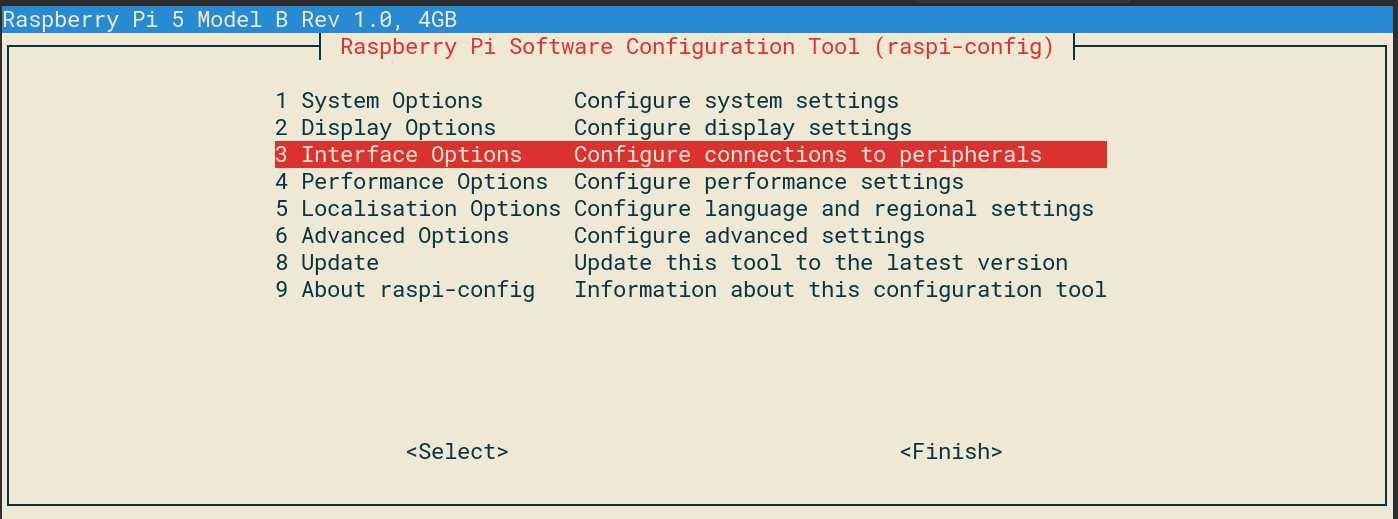 Raspberry Pi 5 Model B Rev 1.0, 4GB
Raspberry Pi Software Configuration Tool (raspi-config)
1 System Options Configure system settings
2 Display Options Configure display settings
3 Interface Options Configure connections to peripherals
4 Performance Options Configure performance settings
5 Localisation Options Configure language and regional settings
6 Advanced Options Configure advanced settings
8 Update Update this tool to the latest version
9 About raspi-config Information about this configuration tool
<Select> <Finish>